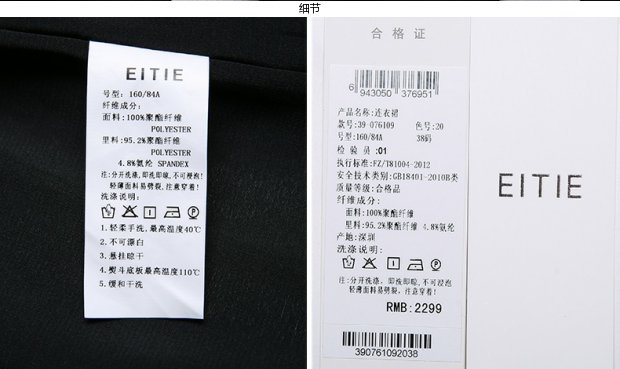 细节
EITIE
号型: 160/84A
纤维成分:
面料:100%聚酯纤维
POLYESTER
里料:95.2%聚酯纤维
POLYESTER
4.8%氨纶 SPANDEX
注:分开洗涤,即洗即晾,不可浸泡!
轻薄面料易劈裂,注意穿着!
洗涤说明:
1.轻柔手洗,最高温度40℃
2.不可漂白
3.悬挂晾干
4.熨斗底板最高温度110℃
5.缓和干洗
合格证
6 943050 376951
产品名称:连衣裙
款号:39-076109 色号:20
号型:160/84A 38码
检 验 员 :01
执行标准:FZ/T81004-2012
安全技术类别:GB18401-2010B类
质量等级:合格品
纤维成分:
面料:100%聚酯纤维
里料:95.2%聚酯纤维 4.8%氨纶
产地:深圳
洗涤说明:
注:分开洗涤, 即洗即晾,不可浸泡
轻薄面料易劈裂, 注意穿着!
RMB:2299
390761092038
EITIE